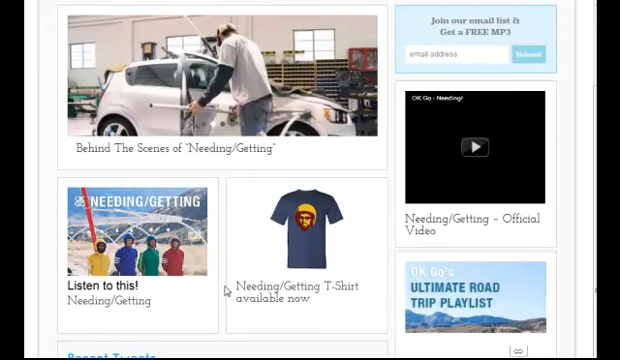 Join our email list &
Get a FREE MP3
email address
Submit
Behind The Scenes of "Needing/Getting"
OK Go - Needing!
Needing/Getting – Official
Video
OK GO NEEDING/GETTING
Listen to this!
Needing/Getting
Needing/Getting T-Shirt
available now
OK Go's
ULTIMATE ROAD
TRIP PLAYLIST
Recent Tweets